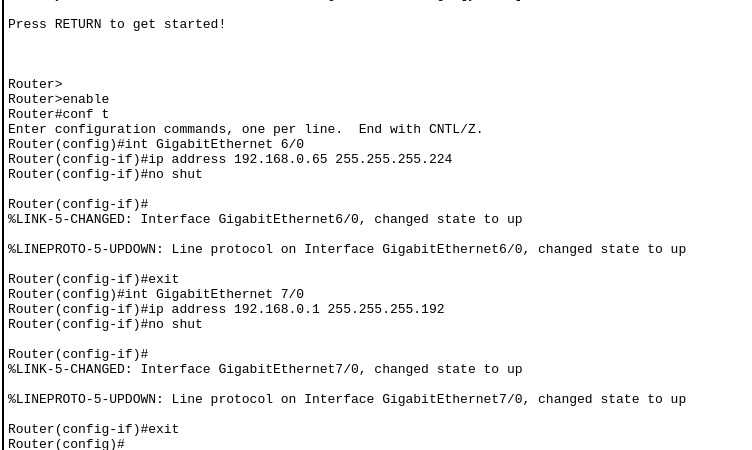 Press RETURN to get started!
Router>
Router>enable
Router#conf t
Enter configuration commands, one per line.  End with CNTL/Z.
Router(config)#int GigabitEthernet 6/0
Router(config-if)#ip address 192.168.0.65 255.255.255.224
Router(config-if)#no shut
Router(config-if)#
%LINK-5-CHANGED: Interface GigabitEthernet6/0, changed state to up
%LINEPROTO-5-UPDOWN: Line protocol on Interface GigabitEthernet6/0, changed state to up
Router(config-if)#exit
Router(config)#int GigabitEthernet 7/0
Router(config-if)#ip address 192.168.0.1 255.255.255.192
Router(config-if)#no shut
Router(config-if)#
%LINK-5-CHANGED: Interface GigabitEthernet7/0, changed state to up
%LINEPROTO-5-UPDOWN: Line protocol on Interface GigabitEthernet7/0, changed state to up
Router(config-if)#exit
Router(config)#